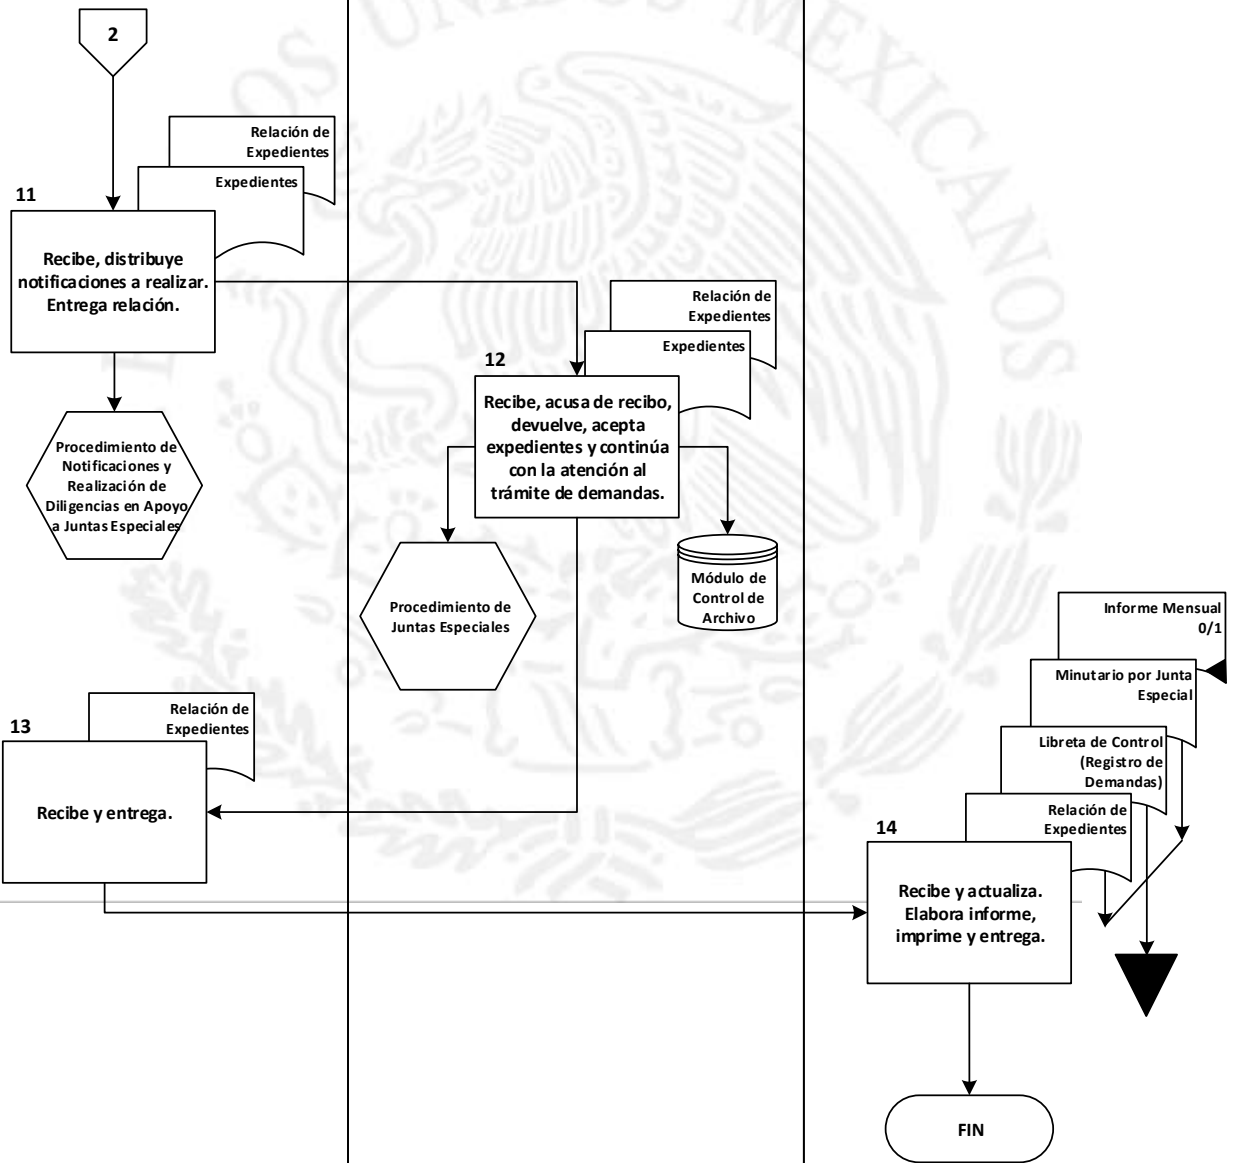 2
Relación de
Expedientes
Expedientes
11
Recibe, distribuye
notificaciones a realizar.
Entrega relación.
Procedimiento de
Notificaciones y
Realización de
Diligencias en Apoyo
a Juntas Especiales
Relación de
Expedientes
Expedientes
12
Recibe, acusa de recibo,
devuelve, acepta
expedientes y continúa
con la atención al
trámite de demandas.
Procedimiento de
Juntas Especiales
Módulo de
Control de
Archivo
Relación de
Expedientes
13
Recibe y entrega.
Informe Mensual
0/1
Minutario por Junta
Especial
Libreta de Control
(Registro de
Demandas)
Relación de
Expedientes
14
Recibe y actualiza.
Elabora informe,
imprime y entrega.
FIN
OS UNIDOS MEXICANOS